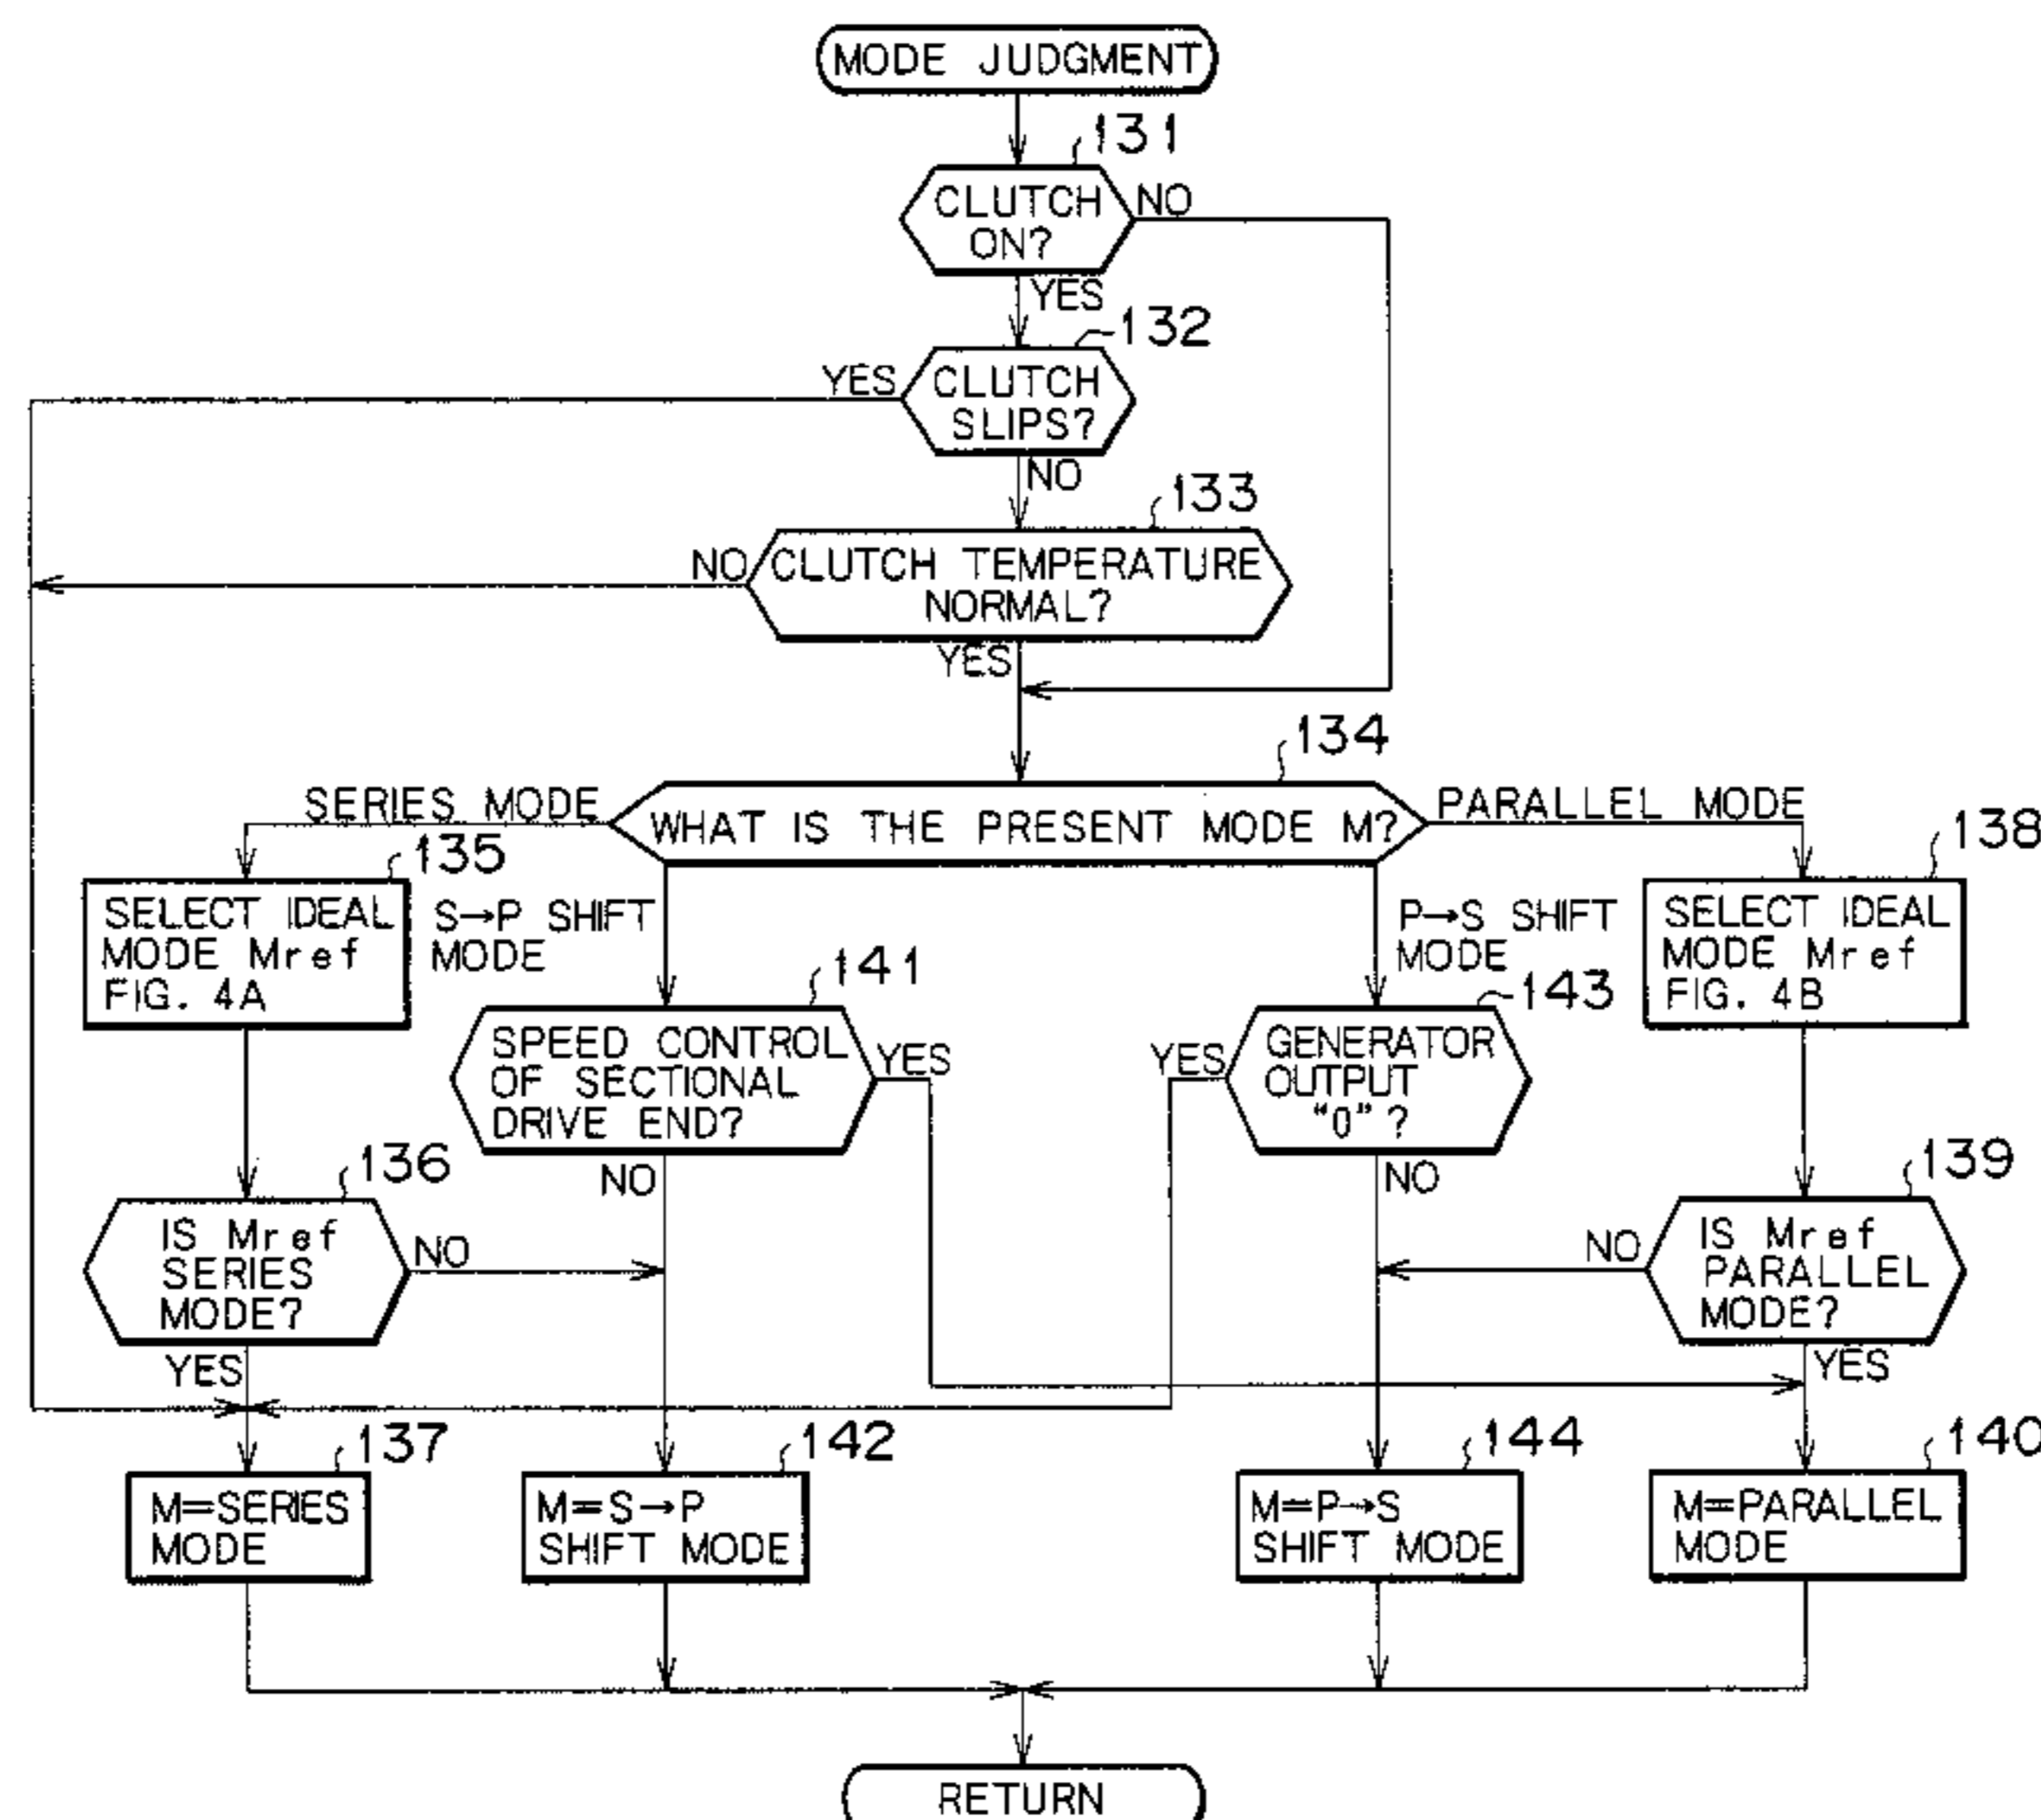 MODE JUDGMENT
131
CLUTCH
ON?
NO
YES
132
YES
CLUTCH
SLIPS?
NO
133
NO
CLUTCH TEMPERATURE
NORMAL?
YES
134
SERIES MODE
WHAT IS THE PRESENT MODE M?
PARALLEL MODE
135
138
SELECT IDEAL
MODE Mref
FIG. 4A
S→P SHIFT
MODE
P→S SHIFT
MODE
SELECT IDEAL
MODE Mref
FIG. 4B
141
143
SPEED CONTROL
OF SECTIONAL
DRIVE END?
YES
YES
GENERATOR
OUTPUT
"0"?
136
NO
NO
139
IS Mref
SERIES
MODE?
NO
NO
IS Mref
PARALLEL
MODE?
YES
YES
137
142
144
140
M=SERIES
MODE
M=S→P
SHIFT MODE
M=P→S
SHIFT MODE
M=PARALLEL
MODE
RETURN